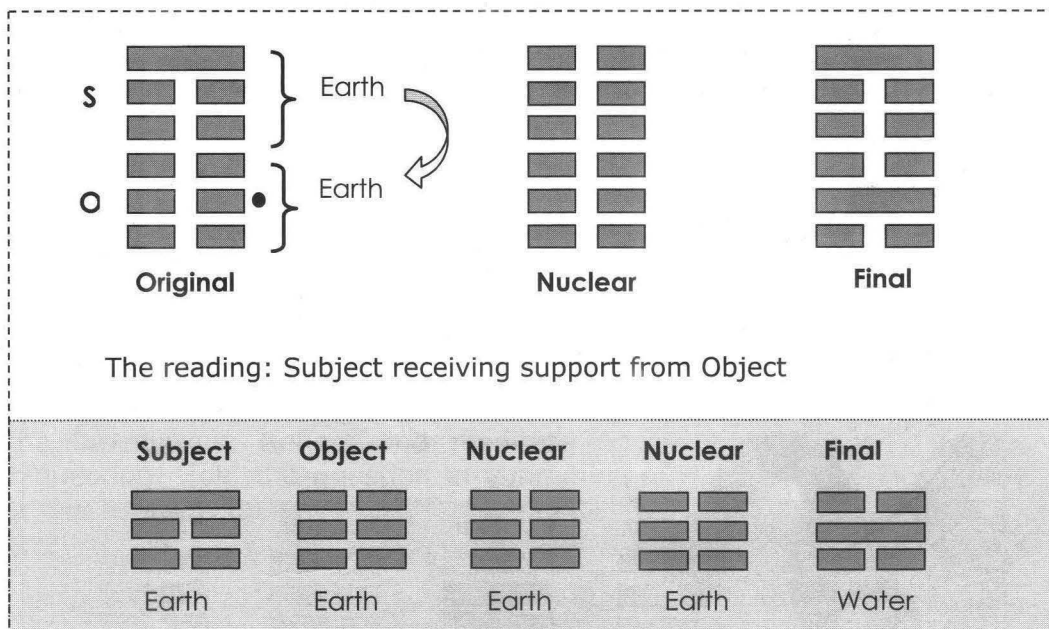 S
Earth
Earth
O
Original
Nuclear
Final
The reading: Subject receiving support from Object
Subject Object Nuclear Nuclear Final
Earth Earth Earth Earth Water